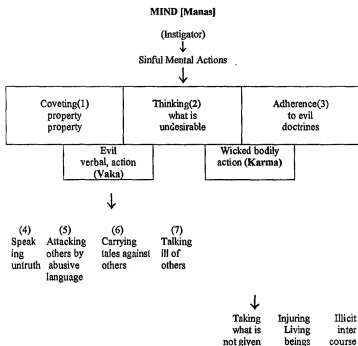 MIND [Manas]
(Instigator)
Sinful Mental Actions
Coveting(1)
property
property
Thinking(2)
what is
undesirable
Adherence(3)
to evil
doctrines
Evil
verbal, action
(Vaka)
Wicked bodily
action (Karma)
(4)
Speak
ing
untruth
(5)
Attacking
others by
abusive
language
(6)
Carrying
tales against
others
(7)
Talking
ill of
others
Taking
what is
not given
Injuring
Living
beings
Illicit
inter
course